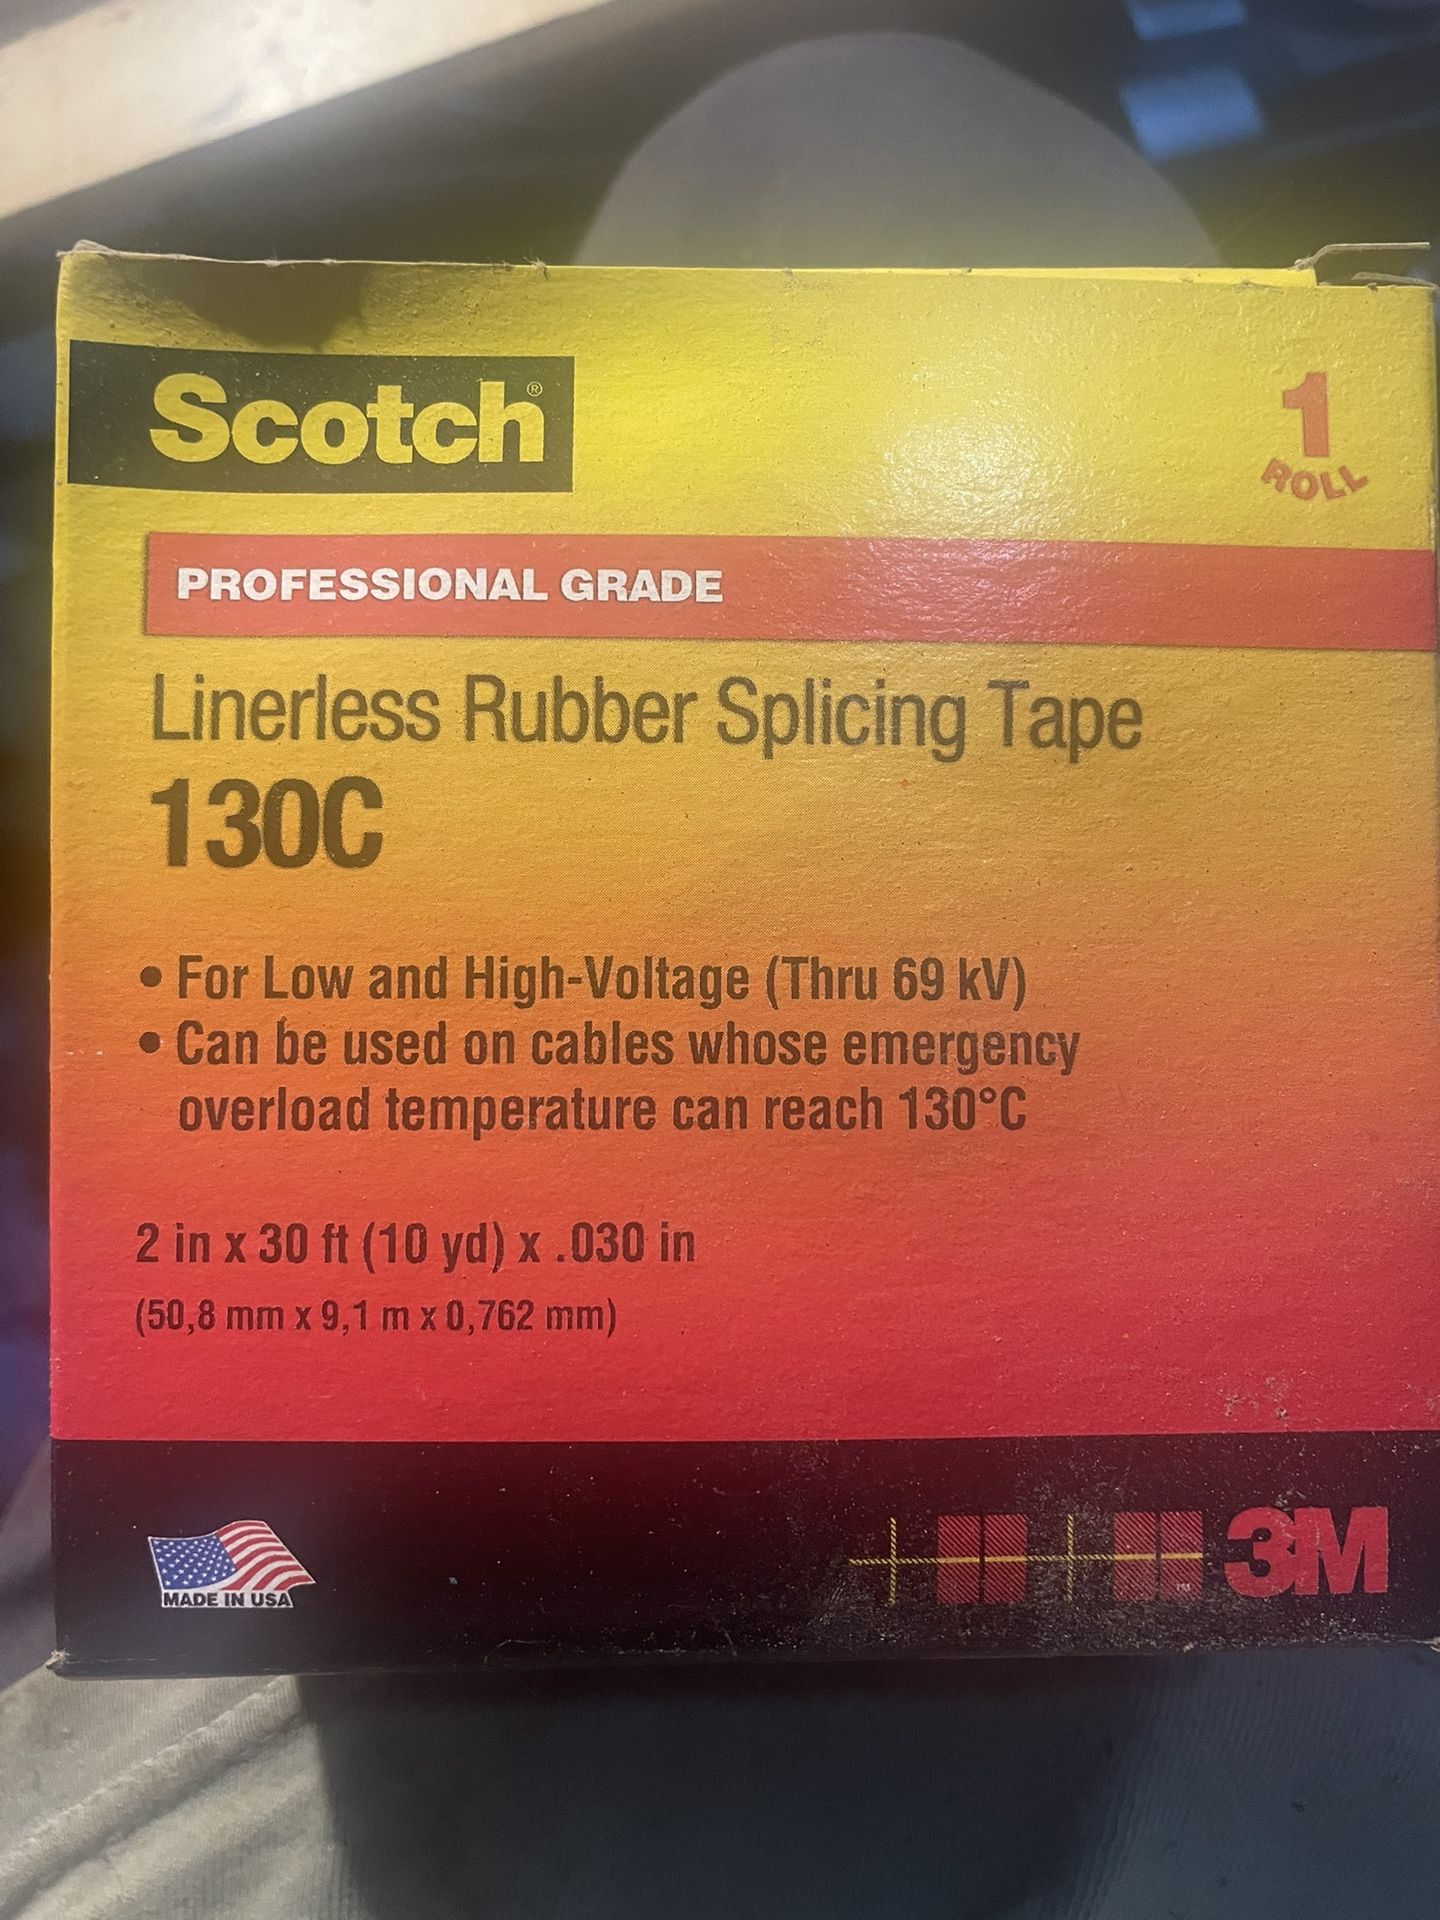 Scotch®
1
ROLL
PROFESSIONAL GRADE
Linerless Rubber Splicing Tape
130C
• For Low and High-Voltage (Thru 69 kV)
• Can be used on cables whose emergency
overload temperature can reach 130°C
2 in x 30 ft (10 yd) x .030 in
(50,8 mm x 9,1 m x 0,762 mm)
MADE IN USA
™
3M